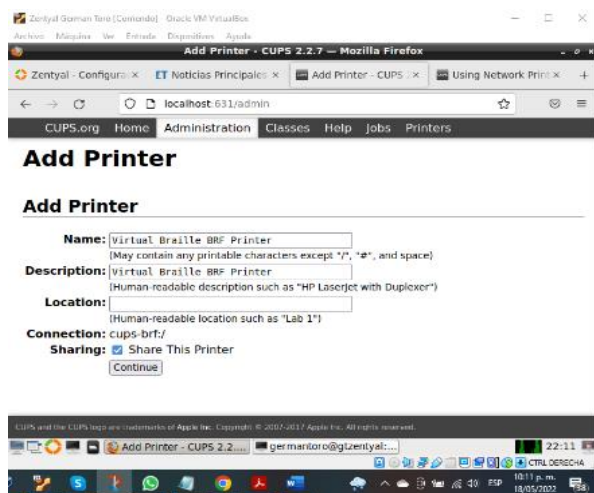 Zentyal German Toro [Corriendo] - Oracle VM VirtualBox
Archivo Máquina Ver Entrada Dispositivos Ayuda
Add Printer - CUPS 2.2.7 — Mozilla Firefox
Zentyal - Configura × ET Noticias Principales × Add Printer - CUPS × Using Network Print × +
localhost:631/admin
CUPS.org Home Administration Classes Help Jobs Printers
Add Printer
Add Printer
Name: Virtual Braille BRF Printer
(May contain any printable characters except "/", "#", and space)
Description: Virtual Braille BRF Printer
(Human-readable description such as "HP LaserJet with Duplexer")
Location:
(Human-readable location such as "Lab 1")
Connection: cups-brf:/
Sharing: Share This Printer
Continue
CUPS and the CUPS logo are trademarks of Apple Inc. Copyright © 2007-2017 Apple Inc. All rights reserved.
Add Printer - CUPS 2.2.... germantoro@gtzentyal:... 22:11
CTRL DERECHA
ESP 10:11 p. m.
18/05/2022